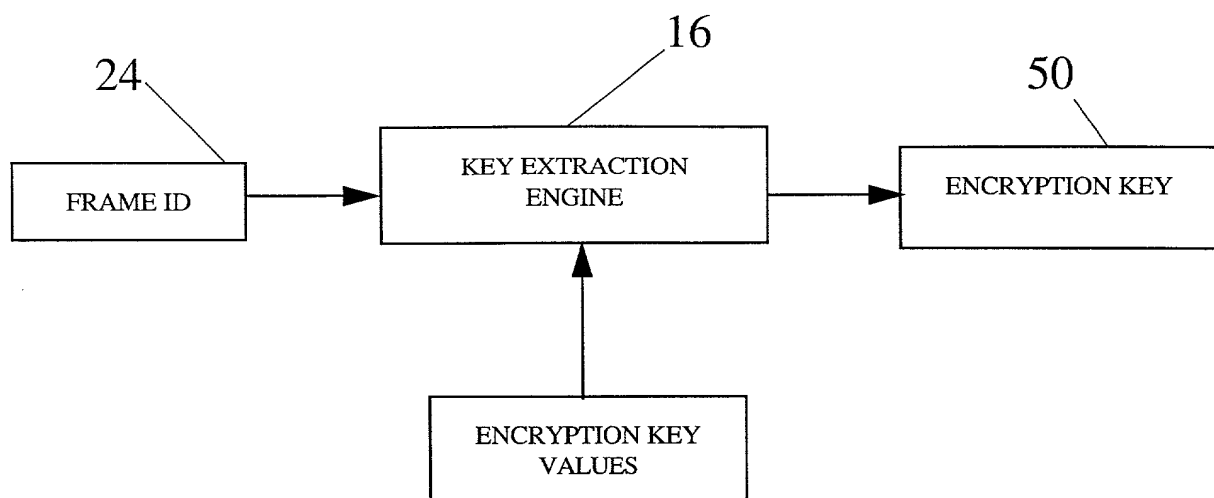 16
24
50
KEY EXTRACTION
ENGINE
FRAME ID
ENCRYPTION KEY
ENCRYPTION KEY
VALUES